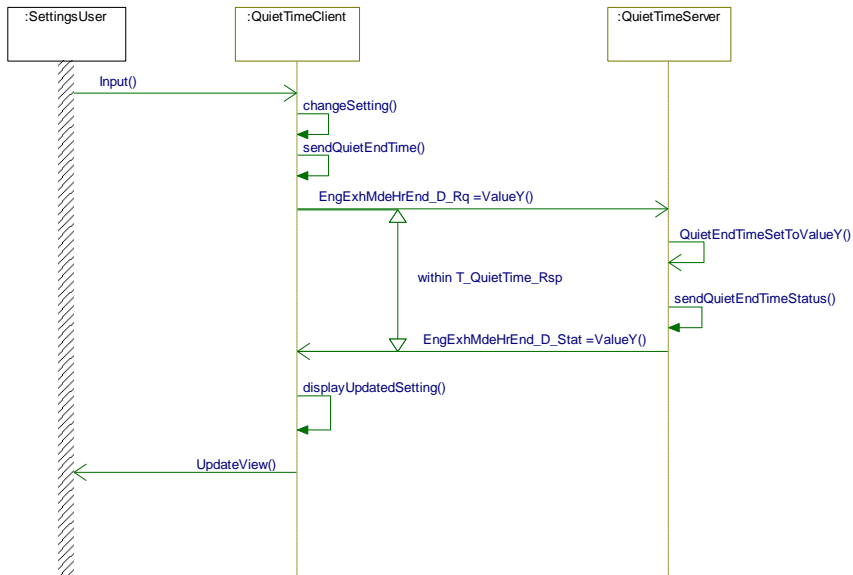 :SettingsUser
:QuietTimeClient
:QuietTimeServer
Input()
changeSetting()
sendQuietEndTime()
EngExhMdeHrEnd_D_Rq =ValueY()
QuietEndTimeSetToValueY()
within T_QuietTime_Rsp
sendQuietEndTimeStatus()
EngExhMdeHrEnd_D_Stat =ValueY()
displayUpdatedSetting()
UpdateView()